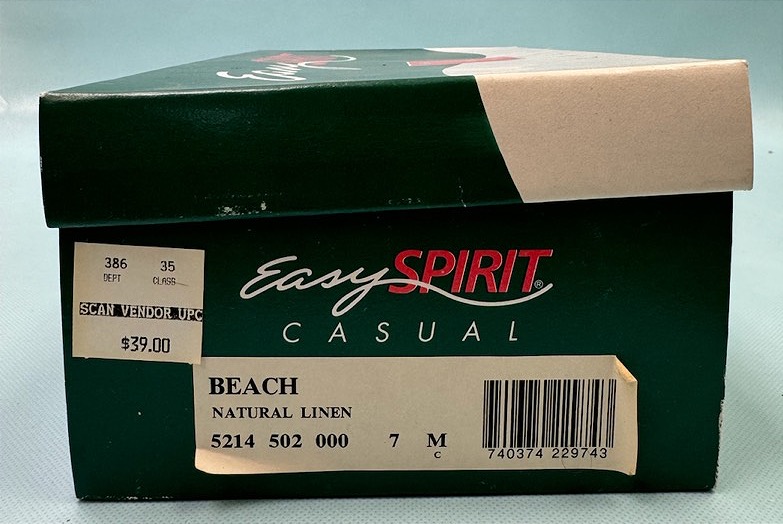 Easy
386 35
DEPT CLASS
SCAN VENDOR UPC
$39.00
Easy SPIRIT®
CASUAL
BEACH
NATURAL LINEN
5214 502 000 7 M
C
740374 229743